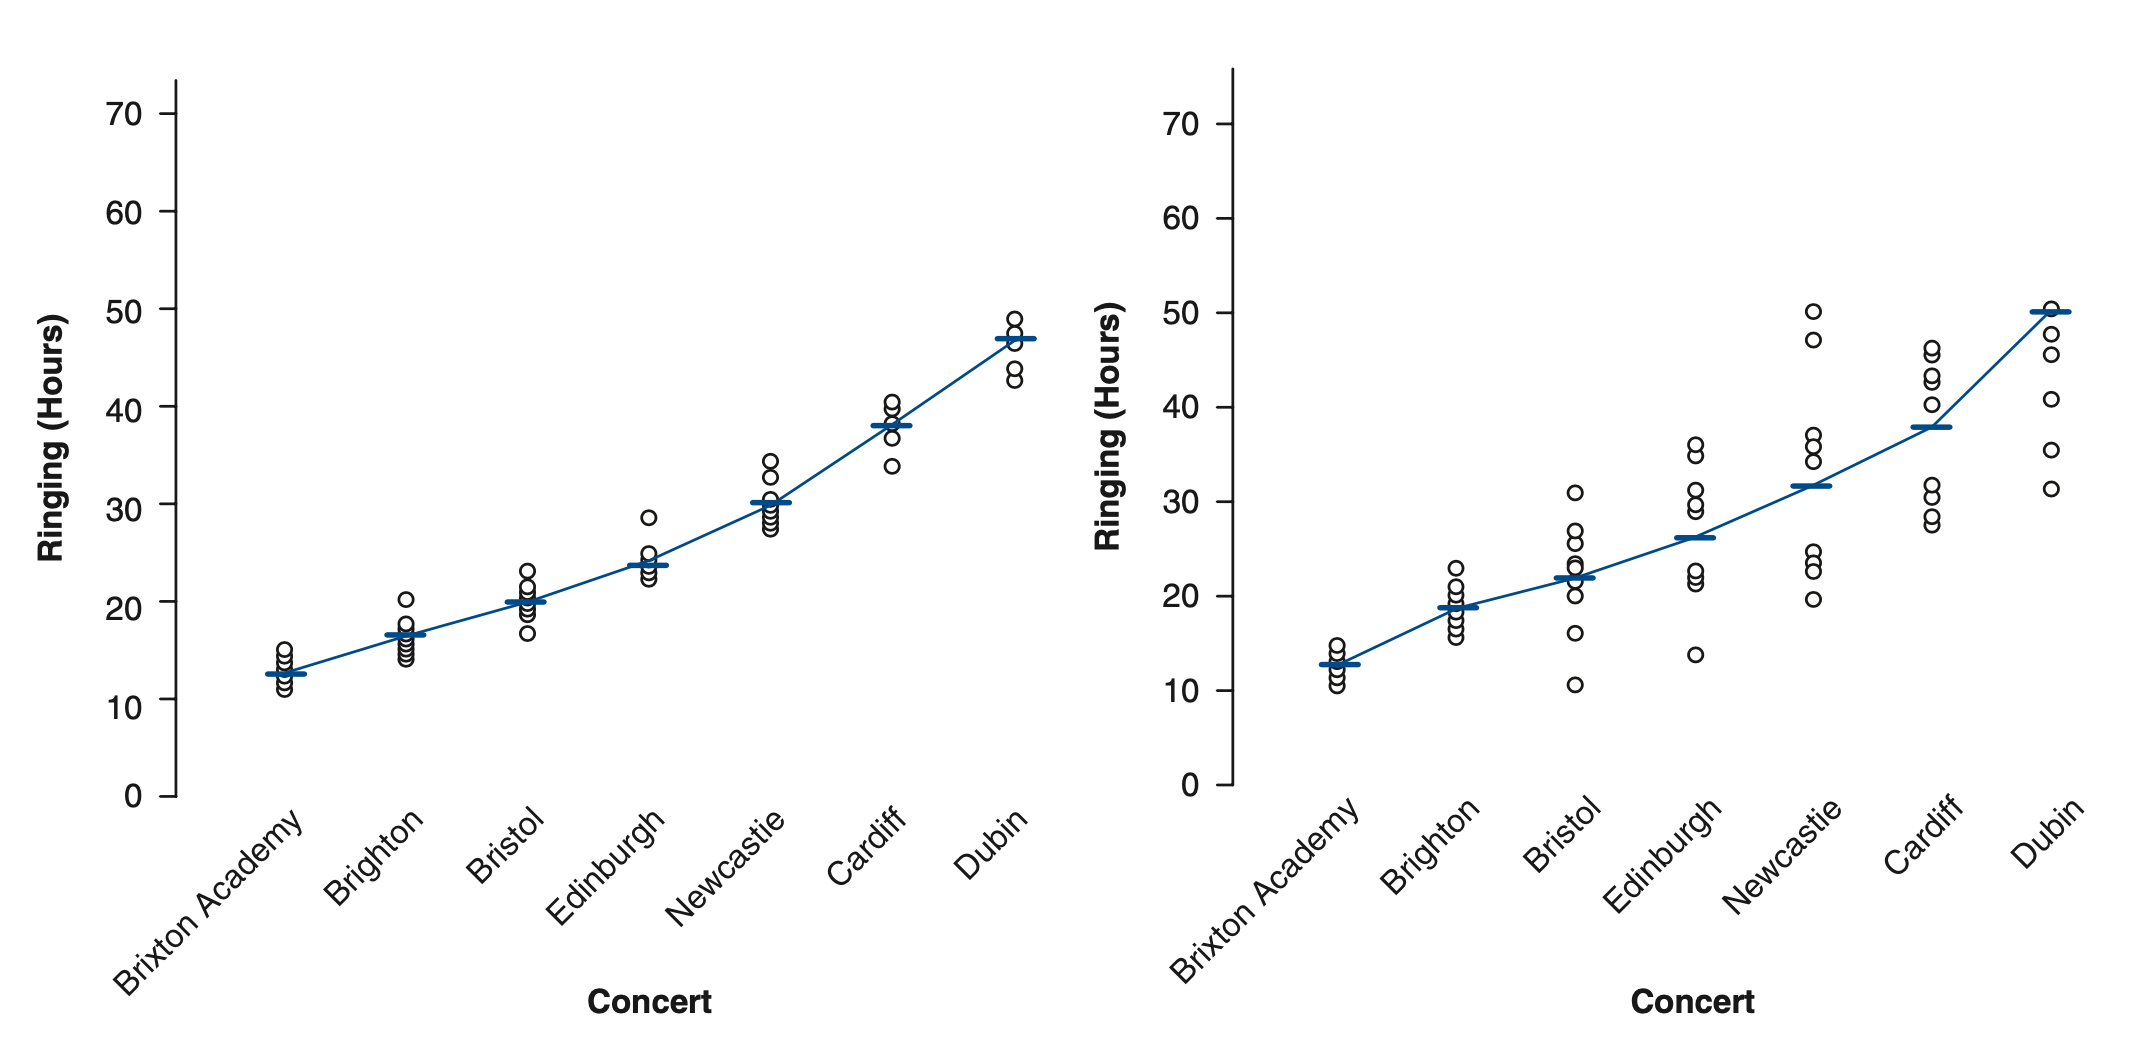 70
60
50
40
30
20
10
0
Ringing (Hours)
Brixton Academy
Brighton
Bristol
Edinburgh
Newcastie
Cardiff
Dubin
Concert
70
60
50
40
30
20
10
0
Ringing (Hours)
Brixton Academy
Brighton
Bristol
Edinburgh
Newcastie
Cardiff
Dubin
Concert